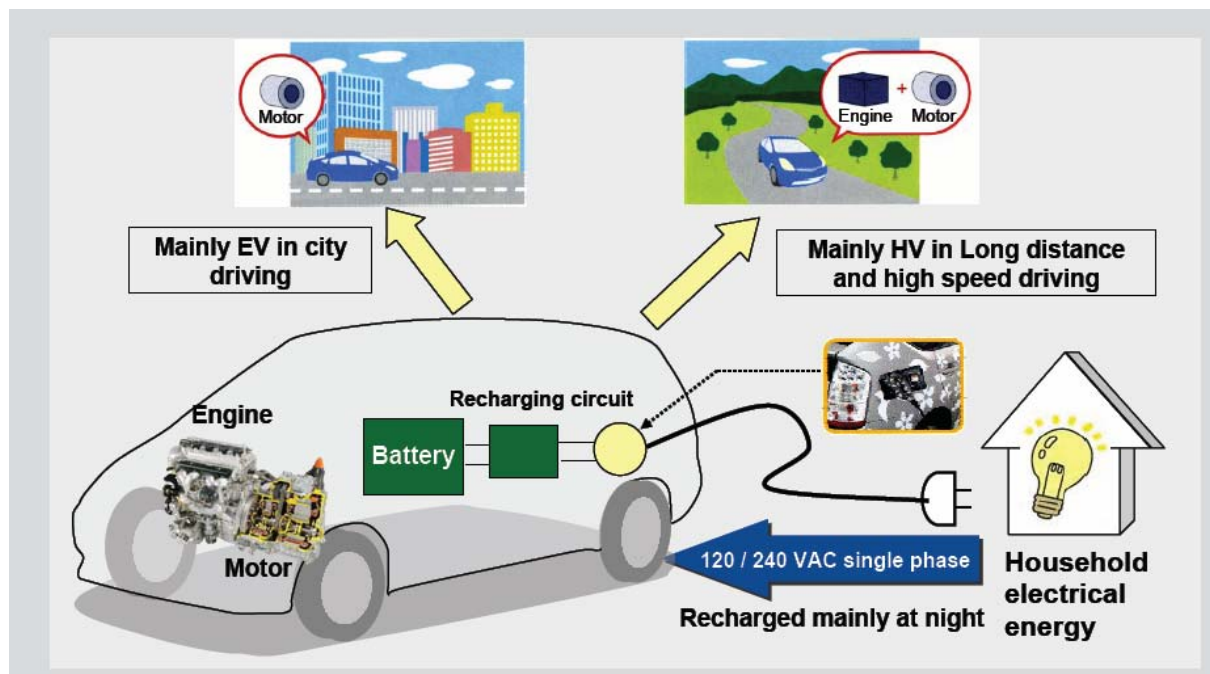 Motor
Engine + Motor
Mainly EV in city
driving
Mainly HV in Long distance
and high speed driving
Engine
Recharging circuit
Battery
Motor
120 / 240 VAC single phase
Recharged mainly at night
Household
electrical
energy